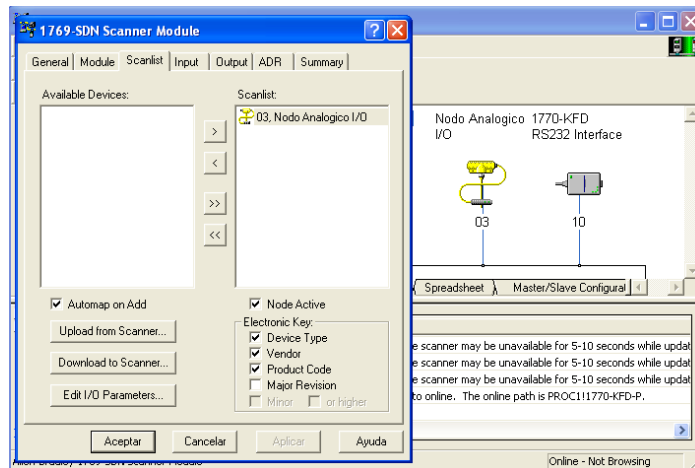 1769-SDN Scanner Module
General Module Scanlist Input Output ADR Summary
Available Devices:
Scanlist:
03, Nodo Analogico I/O
>
<
>>
<<
Automap on Add
Node Active
Upload from Scanner...
Download to Scanner...
Edit I/O Parameters...
Electronic Key:
Device Type
Vendor
Product Code
Major Revision
Minor or higher
Aceptar Cancelar Aplicar Ayuda
Nodo Analogico
I/O
1770-KFD
RS232 Interface
03
10
Spreadsheet Master/Slave Configurat
e scanner may be unavailable for 5-10 seconds while updat
e scanner may be unavailable for 5-10 seconds while updat
e scanner may be unavailable for 5-10 seconds while updat
to online. The online path is PROC1!1770-KFD-P.
Online - Not Browsing